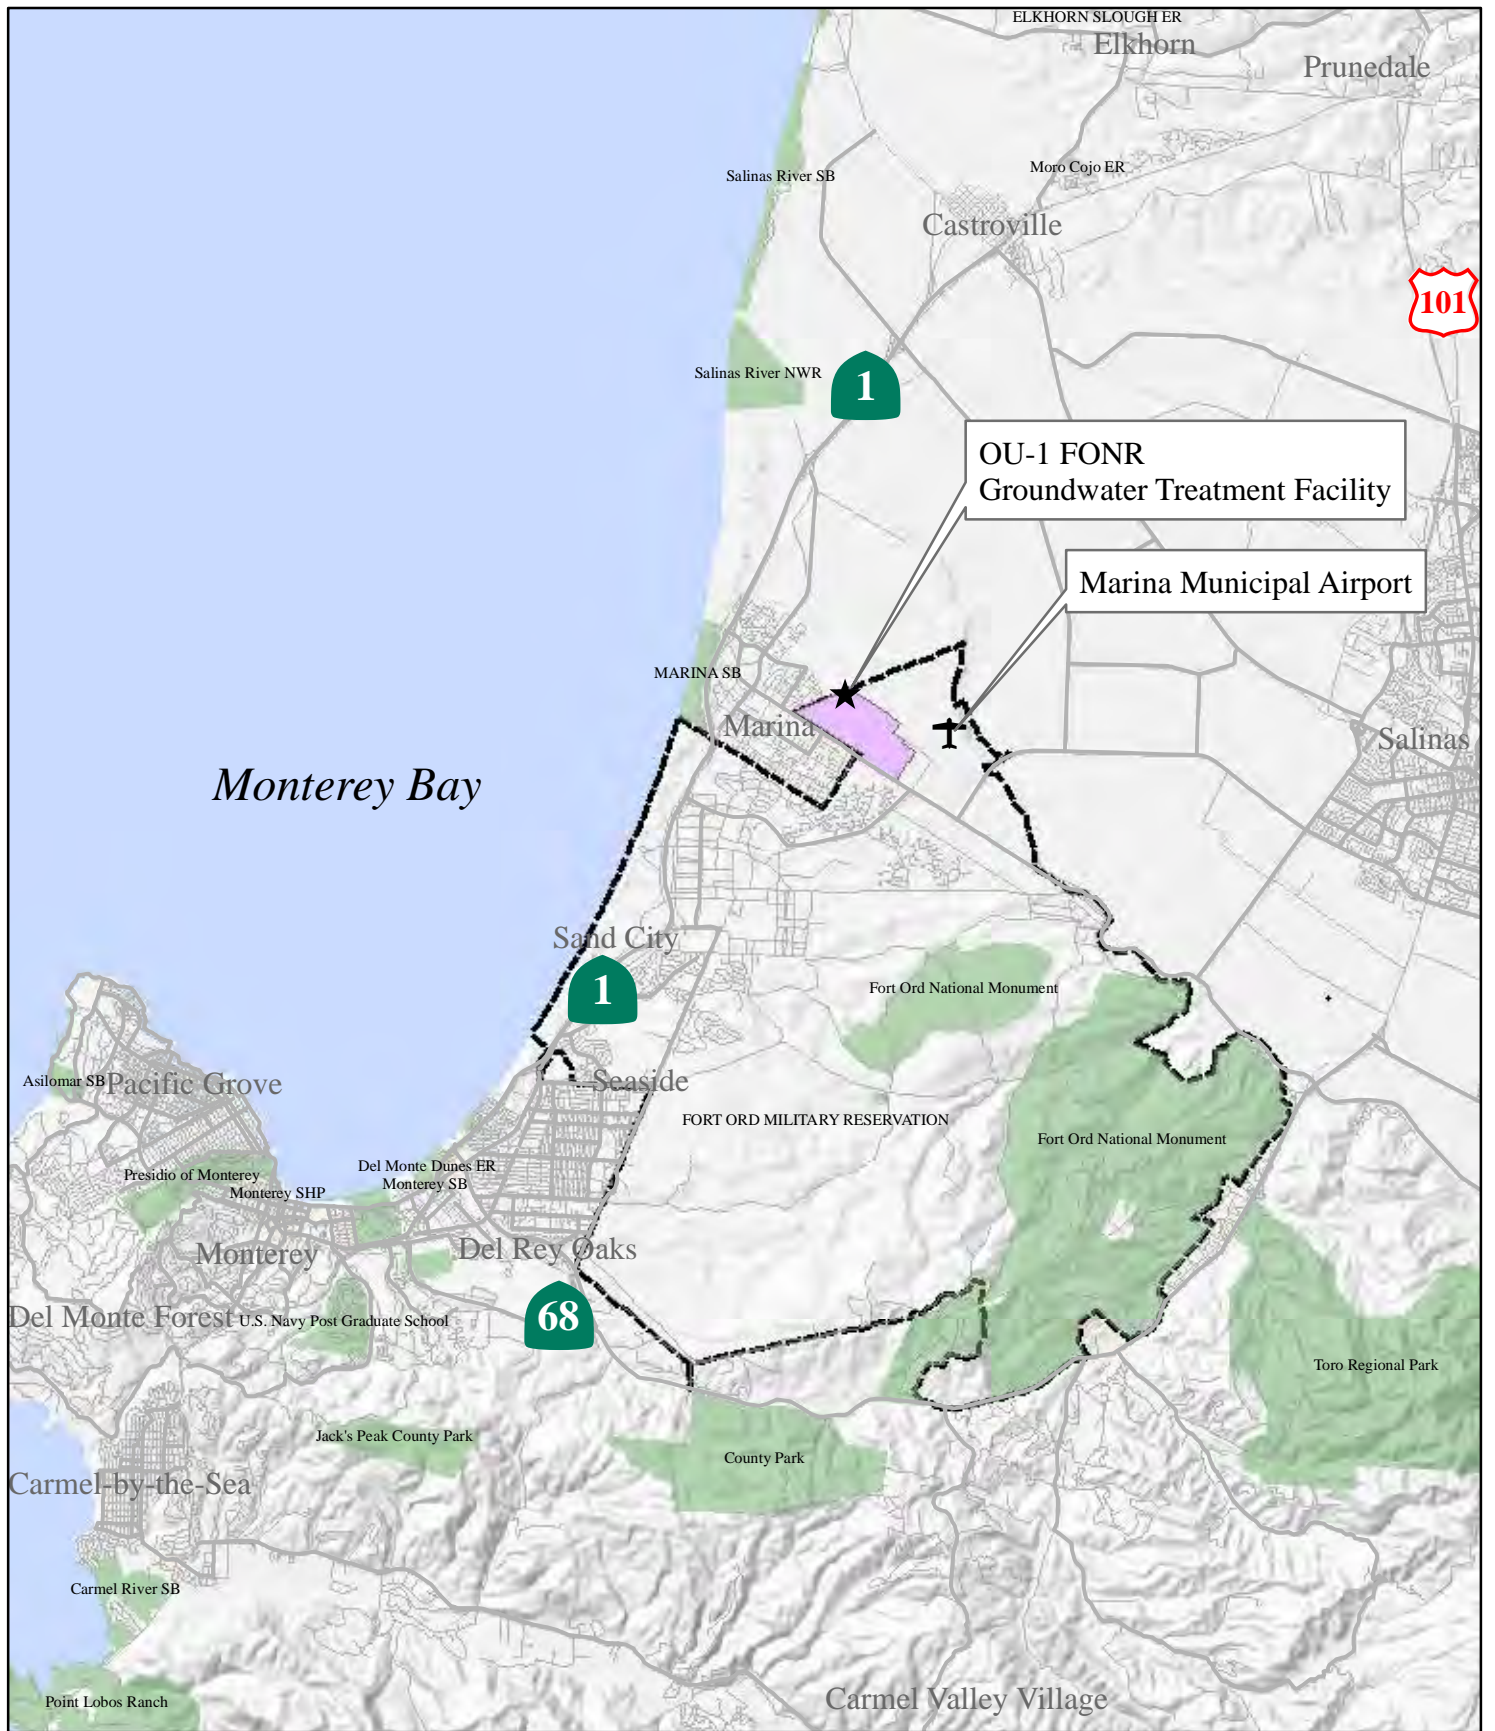 ELKHORN SLOUGH ER
Elkhorn
Prunedale
Moro Cojo ER
Salinas River SB
Castroville
101
Salinas River NWR
1
OU-1 FONR
Groundwater Treatment Facility
Marina Municipal Airport
MARINA SB
Marina
Salinas
Monterey Bay
Sand City
1
Fort Ord National Monument
Asilomar SB
Pacific Grove
Seaside
FORT ORD MILITARY RESERVATION
Fort Ord National Monument
Presidio of Monterey
Del Monte Dunes ER
Monterey SB
Monterey SHP
Monterey
Del Rey Oaks
68
Del Monte Forest
U.S. Navy Post Graduate School
Toro Regional Park
Jack's Peak County Park
County Park
Carmel-by-the-Sea
Carmel River SB
Point Lobos Ranch
Carmel Valley Village